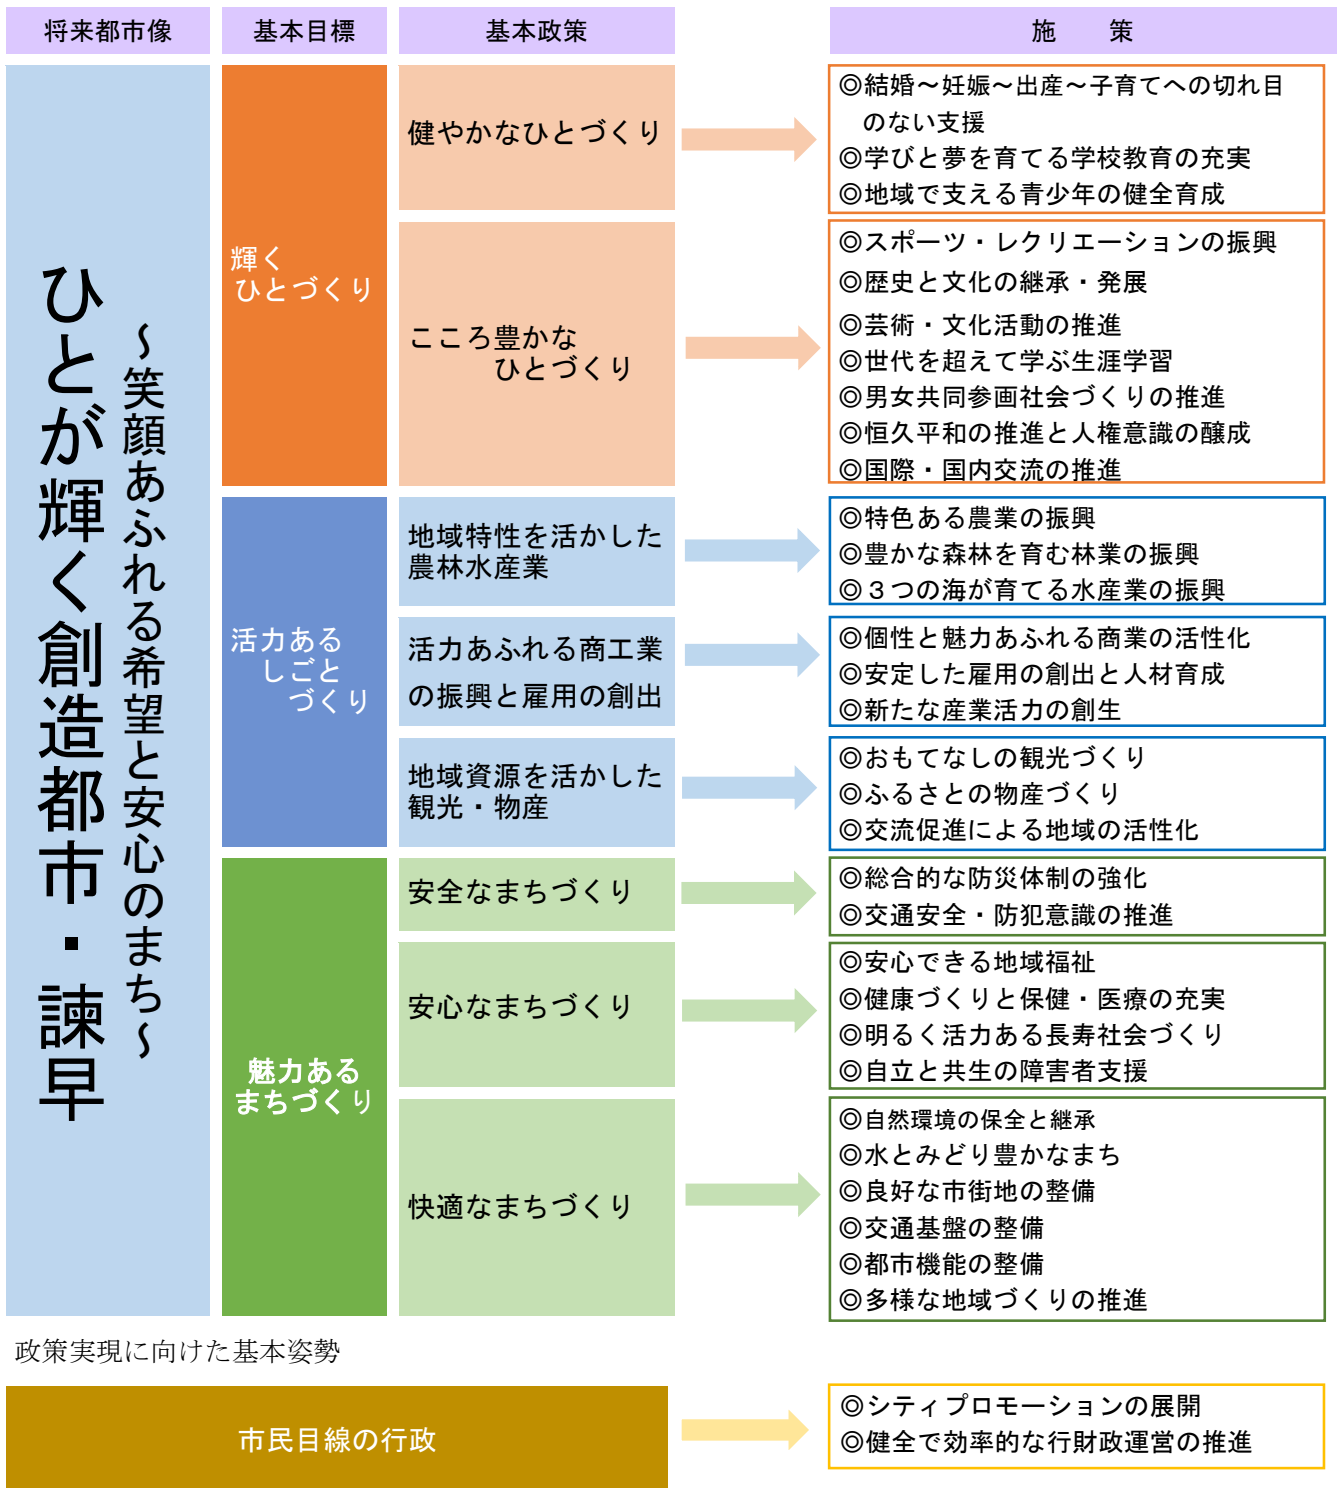 将来都市像
基本目標
基本政策
施　策
ひとが輝く創造都市・諫早
～笑顔あふれる希望と安心のまち～
輝く
ひとづくり
健やかなひとづくり
◎結婚～妊娠～出産～子育てへの切れ目
のない支援
◎学びと夢を育てる学校教育の充実
◎地域で支える青少年の健全育成
こころ豊かな
ひとづくり
◎スポーツ・レクリエーションの振興
◎歴史と文化の継承・発展
◎芸術・文化活動の推進
◎世代を超えて学ぶ生涯学習
◎男女共同参画社会づくりの推進
◎恒久平和の推進と人権意識の醸成
◎国際・国内交流の推進
活力ある
しごと
づくり
地域特性を活かした
農林水産業
◎特色ある農業の振興
◎豊かな森林を育む林業の振興
◎３つの海が育てる水産業の振興
活力あふれる商工業
の振興と雇用の創出
◎個性と魅力あふれる商業の活性化
◎安定した雇用の創出と人材育成
◎新たな産業活力の創生
地域資源を活かした
観光・物産
◎おもてなしの観光づくり
◎ふるさとの物産づくり
◎交流促進による地域の活性化
魅力ある
まちづくり
安全なまちづくり
◎総合的な防災体制の強化
◎交通安全・防犯意識の推進
安心なまちづくり
◎安心できる地域福祉
◎健康づくりと保健・医療の充実
◎明るく活力ある長寿社会づくり
◎自立と共生の障害者支援
快適なまちづくり
◎自然環境の保全と継承
◎水とみどり豊かなまち
◎良好な市街地の整備
◎交通基盤の整備
◎都市機能の整備
◎多様な地域づくりの推進
政策実現に向けた基本姿勢
市民目線の行政
◎シティプロモーションの展開
◎健全で効率的な行財政運営の推進